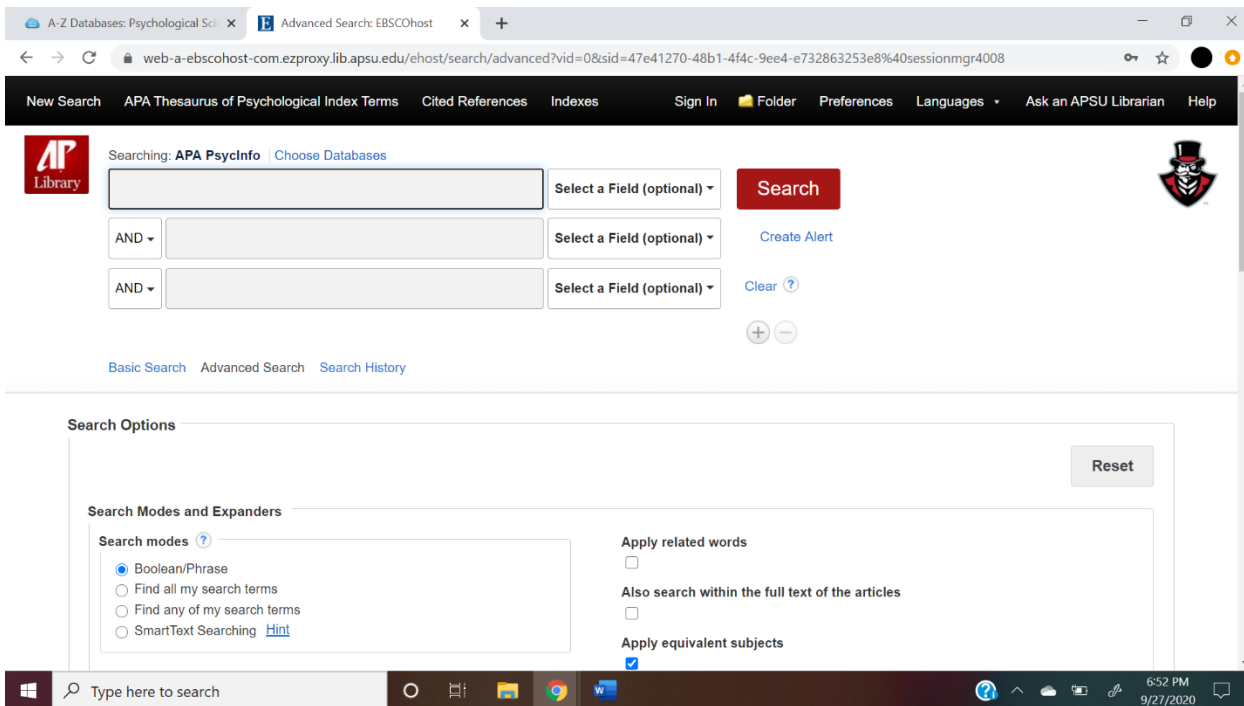 A-Z Databases: Psychological Sci
Advanced Search: EBSCOhost
web-a-ebscohost-com.ezproxy.lib.apsu.edu/ehost/search/advanced?vid=0&sid=47e41270-48b1-4f4c-9ee4-e732863253e8%40sessionmgr4008
New Search APA Thesaurus of Psychological Index Terms Cited References Indexes Sign In Folder Preferences Languages Ask an APSU Librarian Help
AP Library
Searching: APA PsycInfo Choose Databases
Select a Field (optional) Search
AND Select a Field (optional) Create Alert
AND Select a Field (optional) Clear ?
Basic Search Advanced Search Search History
Search Options
Reset
Search Modes and Expanders
Search modes ?
Boolean/Phrase
Find all my search terms
Find any of my search terms
SmartText Searching Hint
Apply related words
Also search within the full text of the articles
Apply equivalent subjects
Type here to search
6:52 PM
9/27/2020